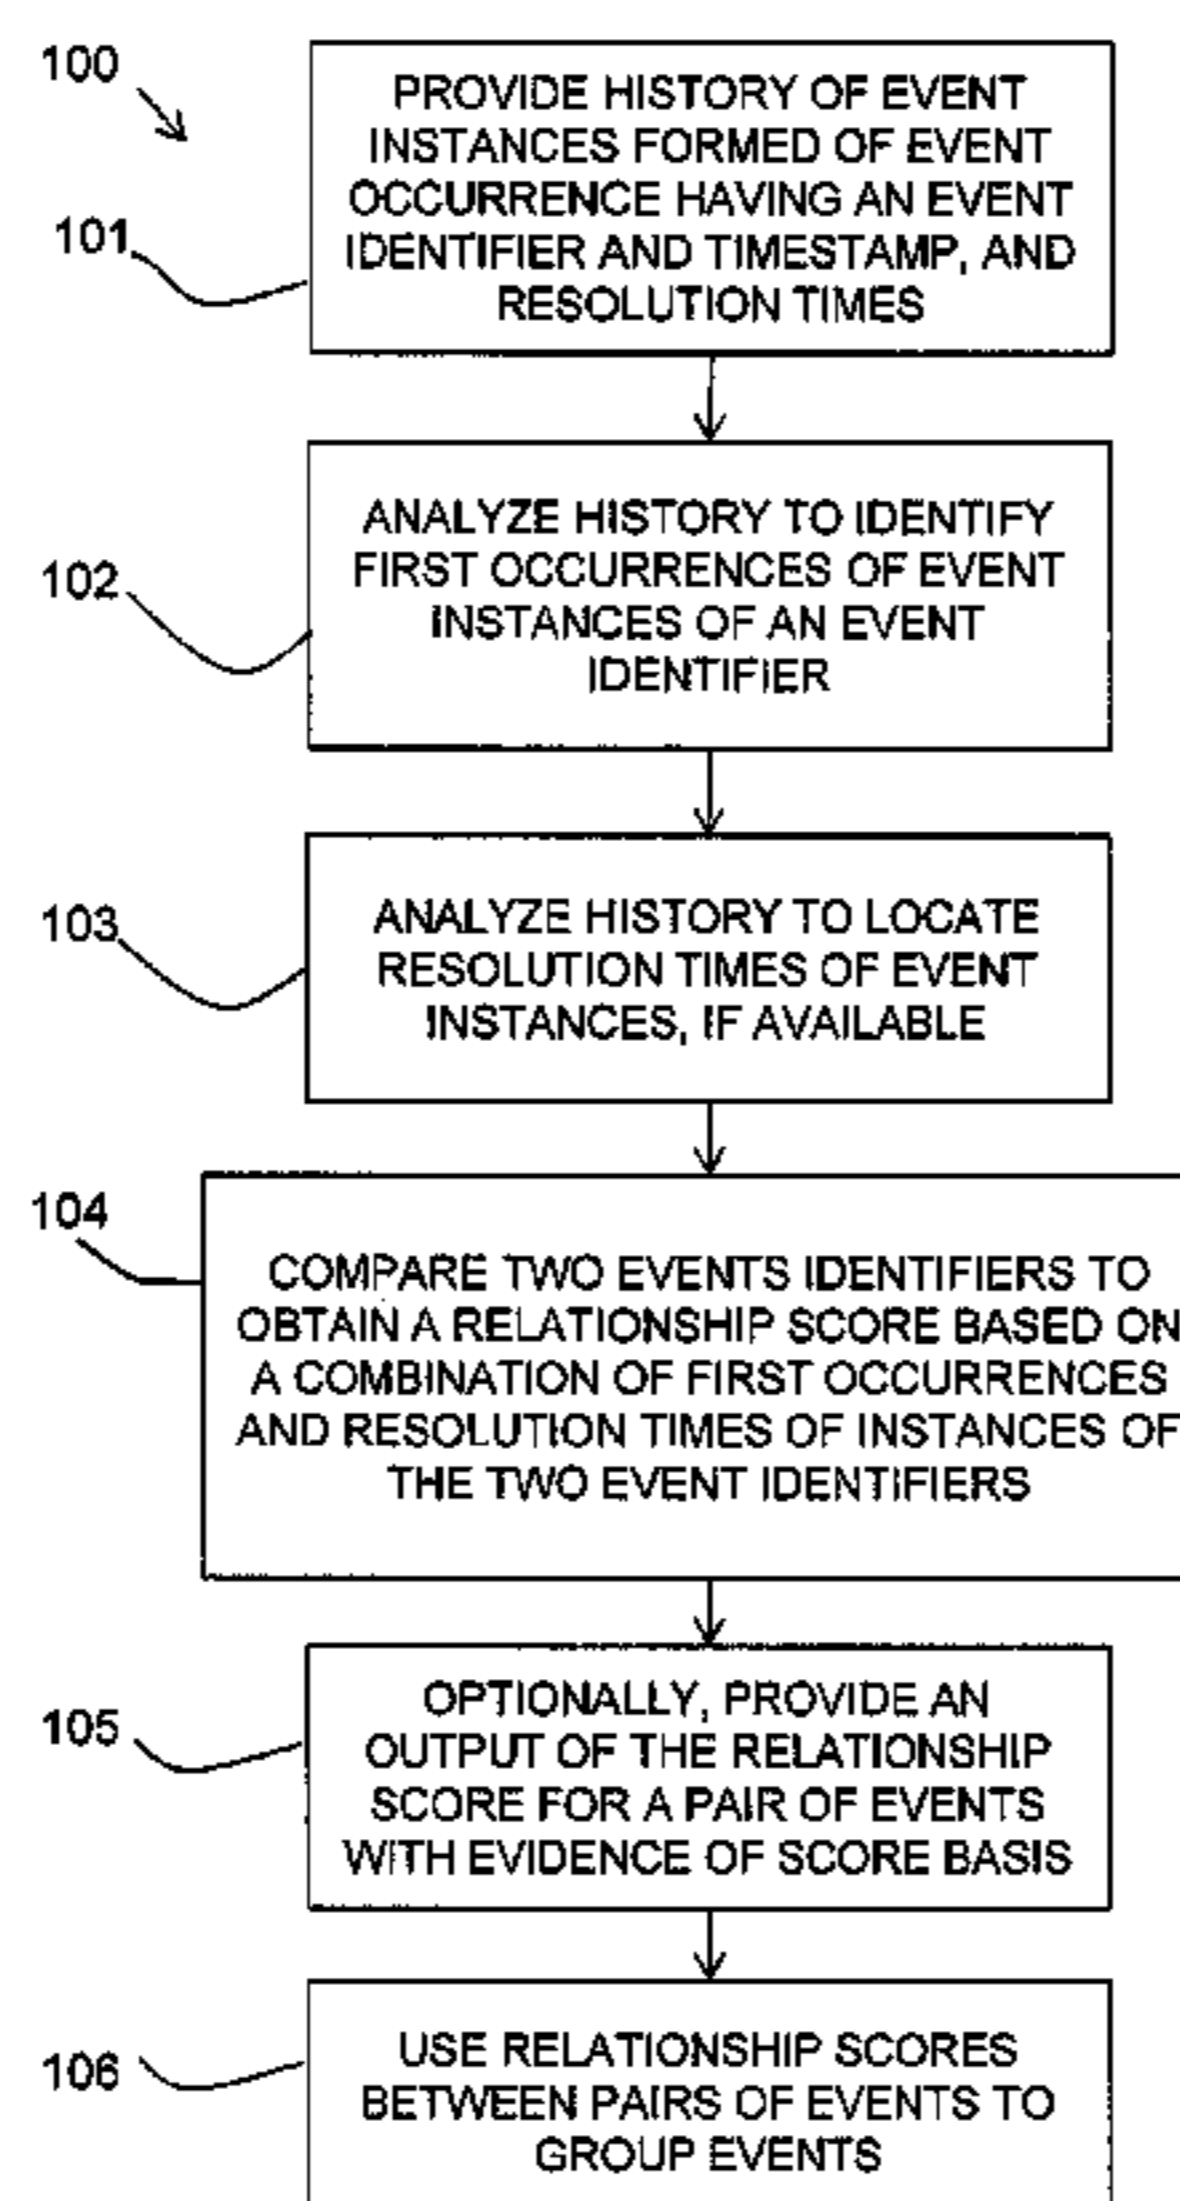 100
PROVIDE HISTORY OF EVENT
INSTANCES FORMED OF EVENT
OCCURRENCE HAVING AN EVENT
IDENTIFIER AND TIMESTAMP, AND
RESOLUTION TIMES
101
ANALYZE HISTORY TO IDENTIFY
FIRST OCCURRENCES OF EVENT
INSTANCES OF AN EVENT
IDENTIFIER
102
ANALYZE HISTORY TO LOCATE
RESOLUTION TIMES OF EVENT
INSTANCES, IF AVAILABLE
103
104
COMPARE TWO EVENTS IDENTIFIERS TO
OBTAIN A RELATIONSHIP SCORE BASED ON
A COMBINATION OF FIRST OCCURRENCES
AND RESOLUTION TIMES OF INSTANCES OF
THE TWO EVENT IDENTIFIERS
105
OPTIONALLY, PROVIDE AN
OUTPUT OF THE RELATIONSHIP
SCORE FOR A PAIR OF EVENTS
WITH EVIDENCE OF SCORE BASIS
106
USE RELATIONSHIP SCORES
BETWEEN PAIRS OF EVENTS TO
GROUP EVENTS